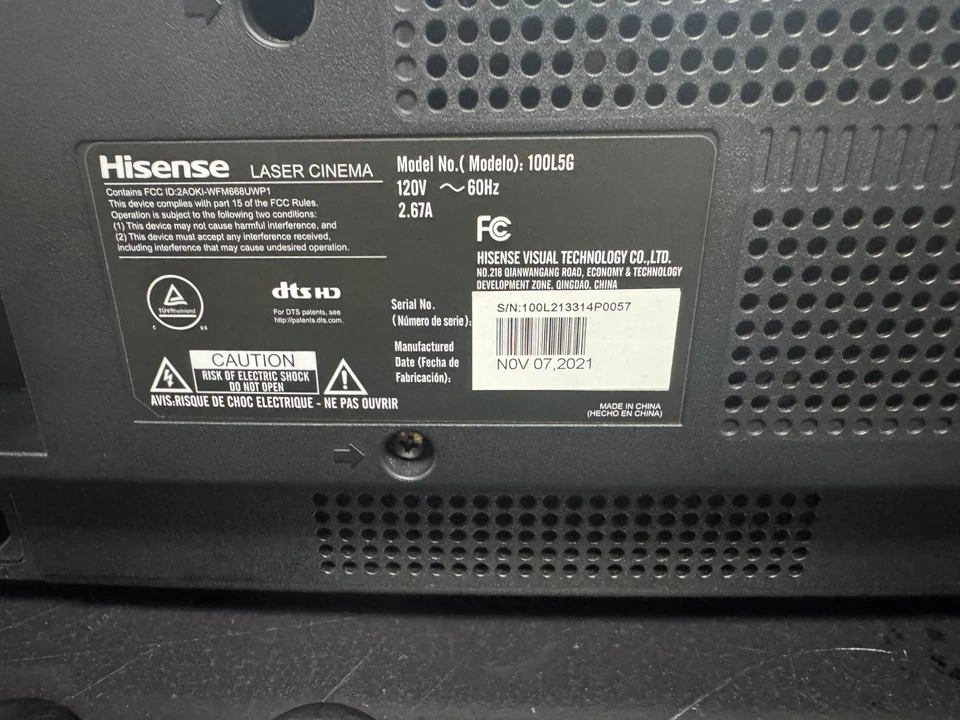 Hisense LASER CINEMA
Contains FCC ID:2AOKI-WFM668UWP1
This device complies with part 15 of the FCC Rules.
Operation is subject to the following two conditions:
(1) This device may not cause harmful interference, and
(2) This device must accept any interference received,
including interference that may cause undesired operation.
Model No.( Modelo): 100L5G
120V ~60Hz
2.67A
FC
HISENSE VISUAL TECHNOLOGY CO.,LTD.
NO.218 QIANWANGANG ROAD, ECONOMY & TECHNOLOGY
DEVELOPMENT ZONE, QINGDAO, CHINA
TÜVRheinland
C US
dts HD
For DTS patents, see
http://patents.dts.com.
Serial No.
(Número de serie):
S/N:100L213314P0057
Manufactured
Date (Fecha de
Fabricación):
NOV 07,2021
CAUTION
RISK OF ELECTRIC SHOCK
DO NOT OPEN
AVIS:RISQUE DE CHOC ELECTRIQUE - NE PAS OUVRIR
MADE IN CHINA
(HECHO EN CHINA)